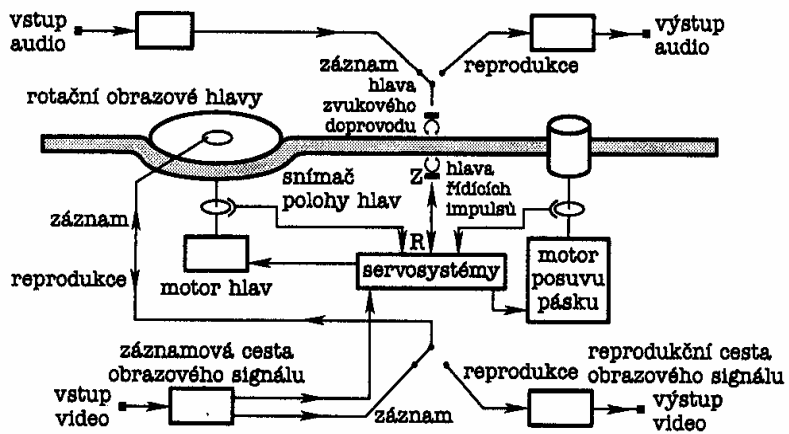 vstup
audio
výstup
audio
záznam
reprodukce
hlava
zvukového
doprovodu
rotační obrazové hlavy
snímač
polohy hlav
Z
hlava
řídících
impulsů
záznam
R
servosystémy
motor
posuvu
pásku
reprodukce
motor hlav
záznamová cesta
obrazového signálu
reprodukce
reprodukční cesta
obrazového signálu
vstup
video
záznam
výstup
video